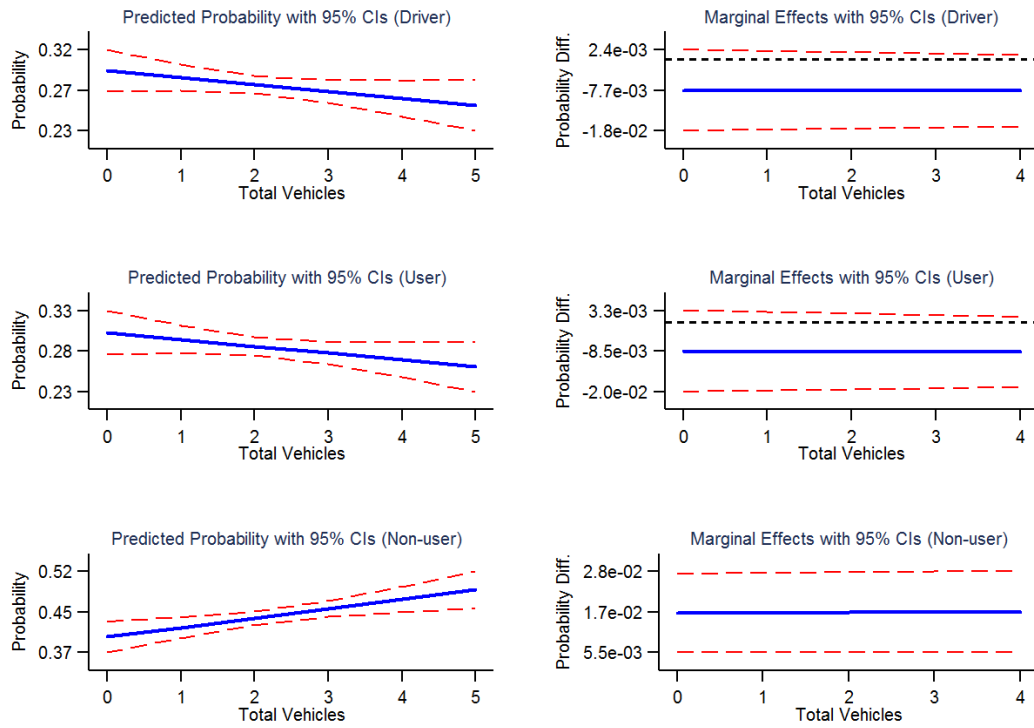 Predicted Probability with 95% CIs (Driver)
Probability
0.32
0.27
0.23
0 1 2 3 4 5
Total Vehicles
Marginal Effects with 95% CIs (Driver)
Probability Diff.
2.4e-03
-7.7e-03
-1.8e-02
0 1 2 3 4
Total Vehicles
Predicted Probability with 95% CIs (User)
Probability
0.33
0.28
0.23
0 1 2 3 4 5
Total Vehicles
Marginal Effects with 95% CIs (User)
Probability Diff.
3.3e-03
-8.5e-03
-2.0e-02
0 1 2 3 4
Total Vehicles
Predicted Probability with 95% CIs (Non-user)
Probability
0.52
0.45
0.37
0 1 2 3 4 5
Total Vehicles
Marginal Effects with 95% CIs (Non-user)
Probability Diff.
2.8e-02
1.7e-02
5.5e-03
0 1 2 3 4
Total Vehicles